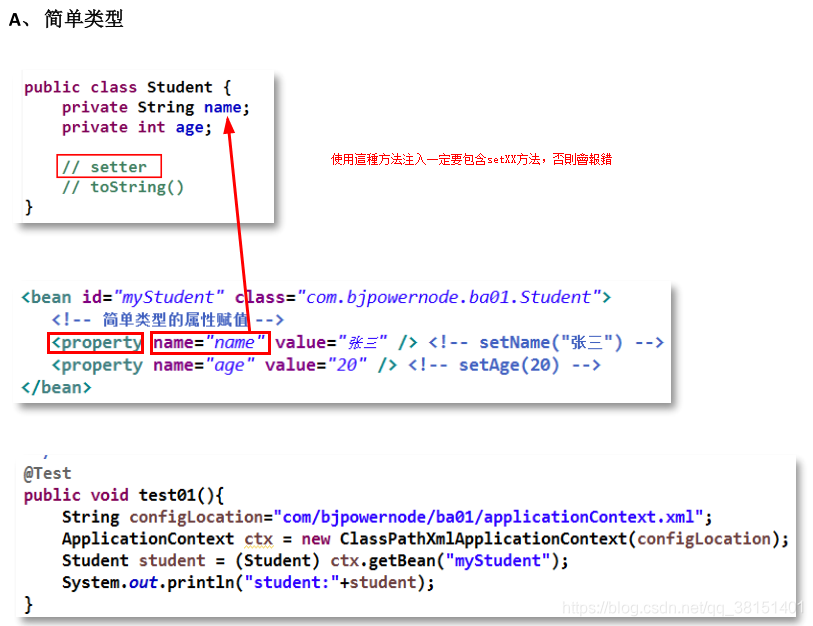 A、简单类型
public class Student {
private String name;
private int age;
// setter
// toString()
}
使用這種方法注入一定要包含setXX方法，否則會報錯
<bean id="myStudent" class="com.bjpowernode.ba01.Student">
<!-- 简单类型的属性赋值 -->
<property name="name" value="张三" /> <!-- setName("张三") -->
<property name="age" value="20" /> <!-- setAge(20) -->
</bean>
@Test
public void test01(){
String configLocation="com/bjpowernode/ba01/applicationContext.xml";
ApplicationContext ctx = new ClassPathXmlApplicationContext(configLocation);
Student student = (Student) ctx.getBean("myStudent");
System.out.println("student:"+student);
}
https://blog.csdn.net/qq_38151401